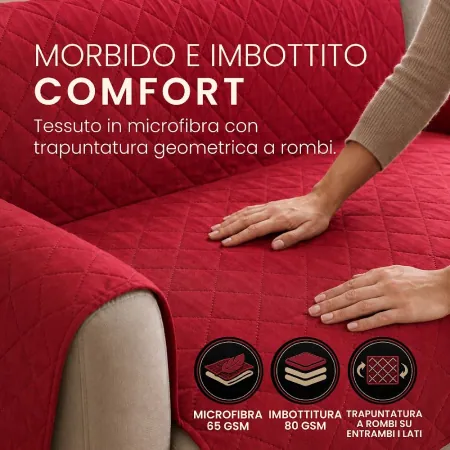 MORBIDO E IMBOTTITO
COMFORT
Tessuto in microfibra con
trapuntatura geometrica a rombi.
MICROFIBRA
65 GSM
IMBOTTITURA
80 GSM
TRAPUNTATURA
A ROMBI SU
ENTRAMBI I LATI